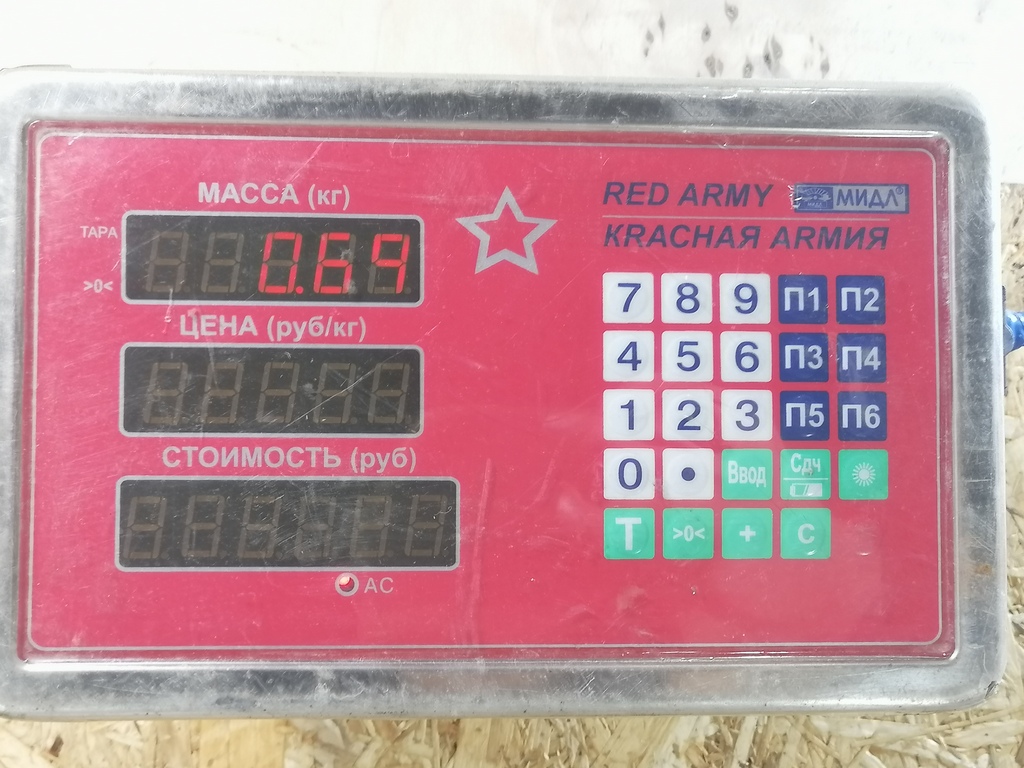 МАССА (кг)
ТАРА
0.69
>0<
ЦЕНА (руб/кг)
СТОИМОСТЬ (руб)
AC
RED ARMY
МИДЛ
КRАСНАЯ АRМИЯ
7 8 9 П1 П2
4 5 6 П3 П4
1 2 3 П5 П6
0 • Ввод Сдч
T >0< + C